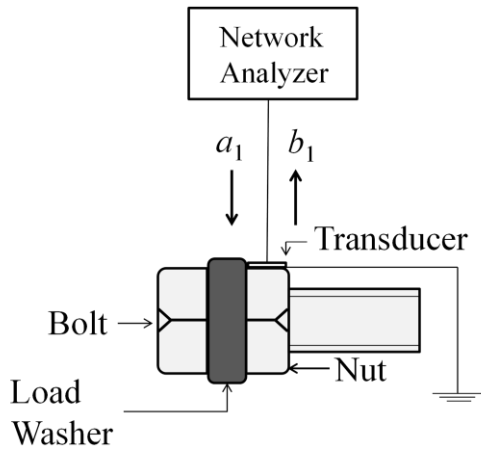 Network
Analyzer
a₁
b₁
Transducer
Bolt
Nut
Load
Washer